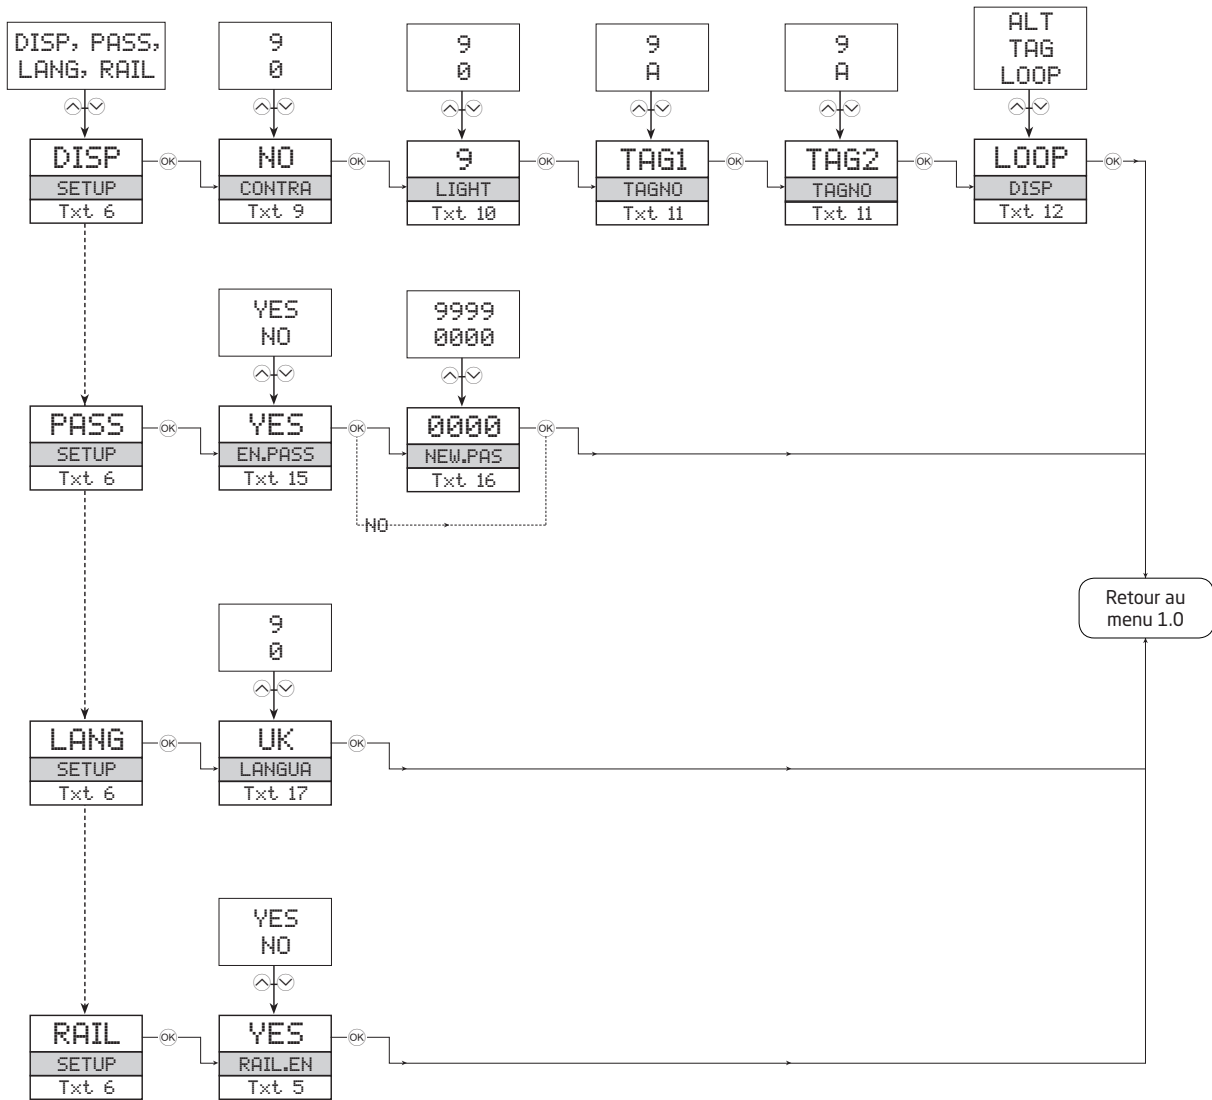 DISP, PASS,
LANG, RAIL
9
0
9
0
9
A
9
A
ALT
TAG
LOOP
DISP
OK
NO
OK
9
OK
TAG1
OK
TAG2
OK
LOOP
OK
SETUP
CONTRA
LIGHT
TAGNO
TAGNO
DISP
Txt 6
Txt 9
Txt 10
Txt 11
Txt 11
Txt 12
YES
NO
9999
0000
PASS
OK
YES
OK
0000
OK
SETUP
EN.PASS
NEW.PAS
Txt 6
Txt 15
Txt 16
NO
Retour au
menu 1.0
9
0
LANG
OK
UK
OK
SETUP
LANGUA
Txt 6
Txt 17
YES
NO
RAIL
OK
YES
OK
SETUP
RAIL.EN
Txt 6
Txt 5